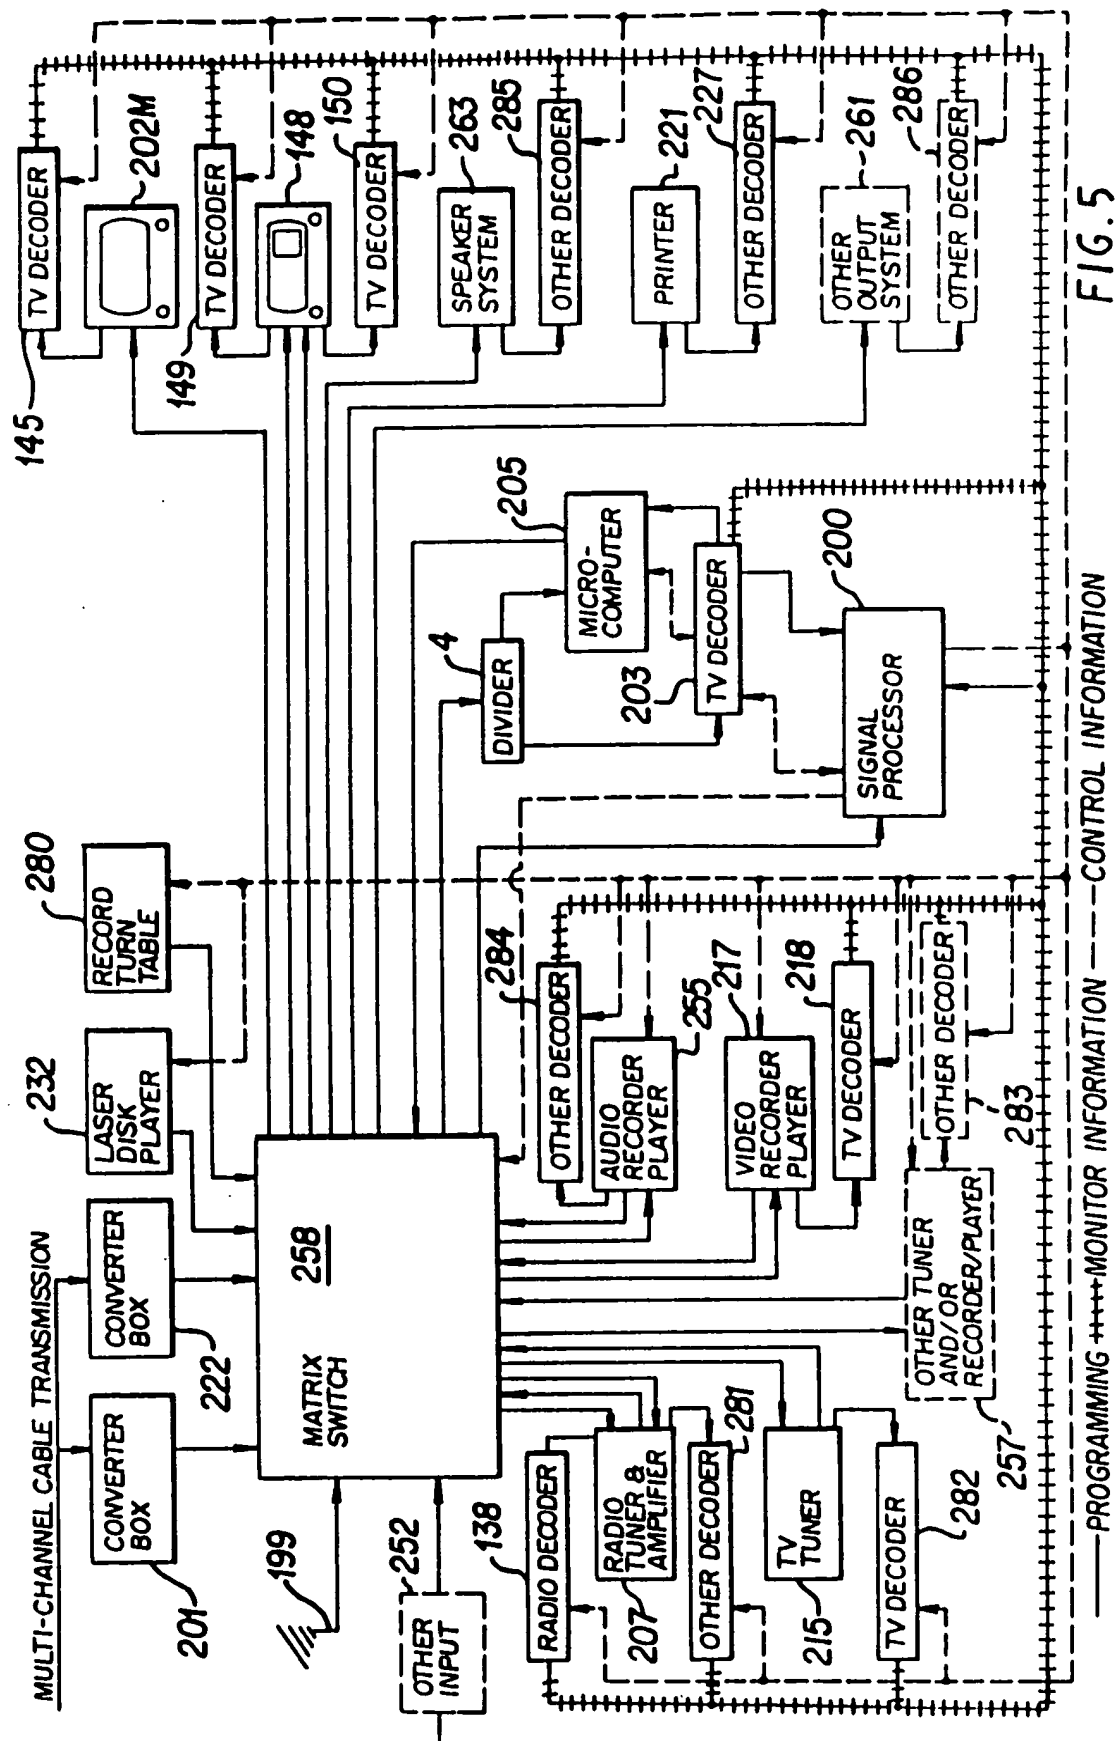 MULTI-CHANNEL CABLE TRANSMISSION
CONVERTER
BOX
201
CONVERTER
BOX
222
LASER
DISK
PLAYER
232
RECORD
TURN
TABLE
280
199
OTHER
INPUT
252
MATRIX
SWITCH
258
TV DECODER
145
202M
TV DECODER
149
148
TV DECODER
150
SPEAKER
SYSTEM
263
OTHER DECODER
285
PRINTER
221
OTHER DECODER
227
OTHER
OUTPUT
SYSTEM
261
OTHER DECODER
286
DIVIDER
4
MICRO-
COMPUTER
205
TV DECODER
203
SIGNAL
PROCESSOR
200
RADIO DECODER
138
RADIO
TUNER &
AMPLIFIER
207
OTHER DECODER
281
TV
TUNER
215
TV DECODER
282
OTHER DECODER
284
AUDIO
RECORDER
PLAYER
255
VIDEO
RECORDER
PLAYER
217
TV DECODER
218
OTHER TUNER
AND/OR
RECORDER/PLAYER
257
OTHER DECODER
283
PROGRAMMING MONITOR INFORMATION CONTROL INFORMATION
FIG. 5